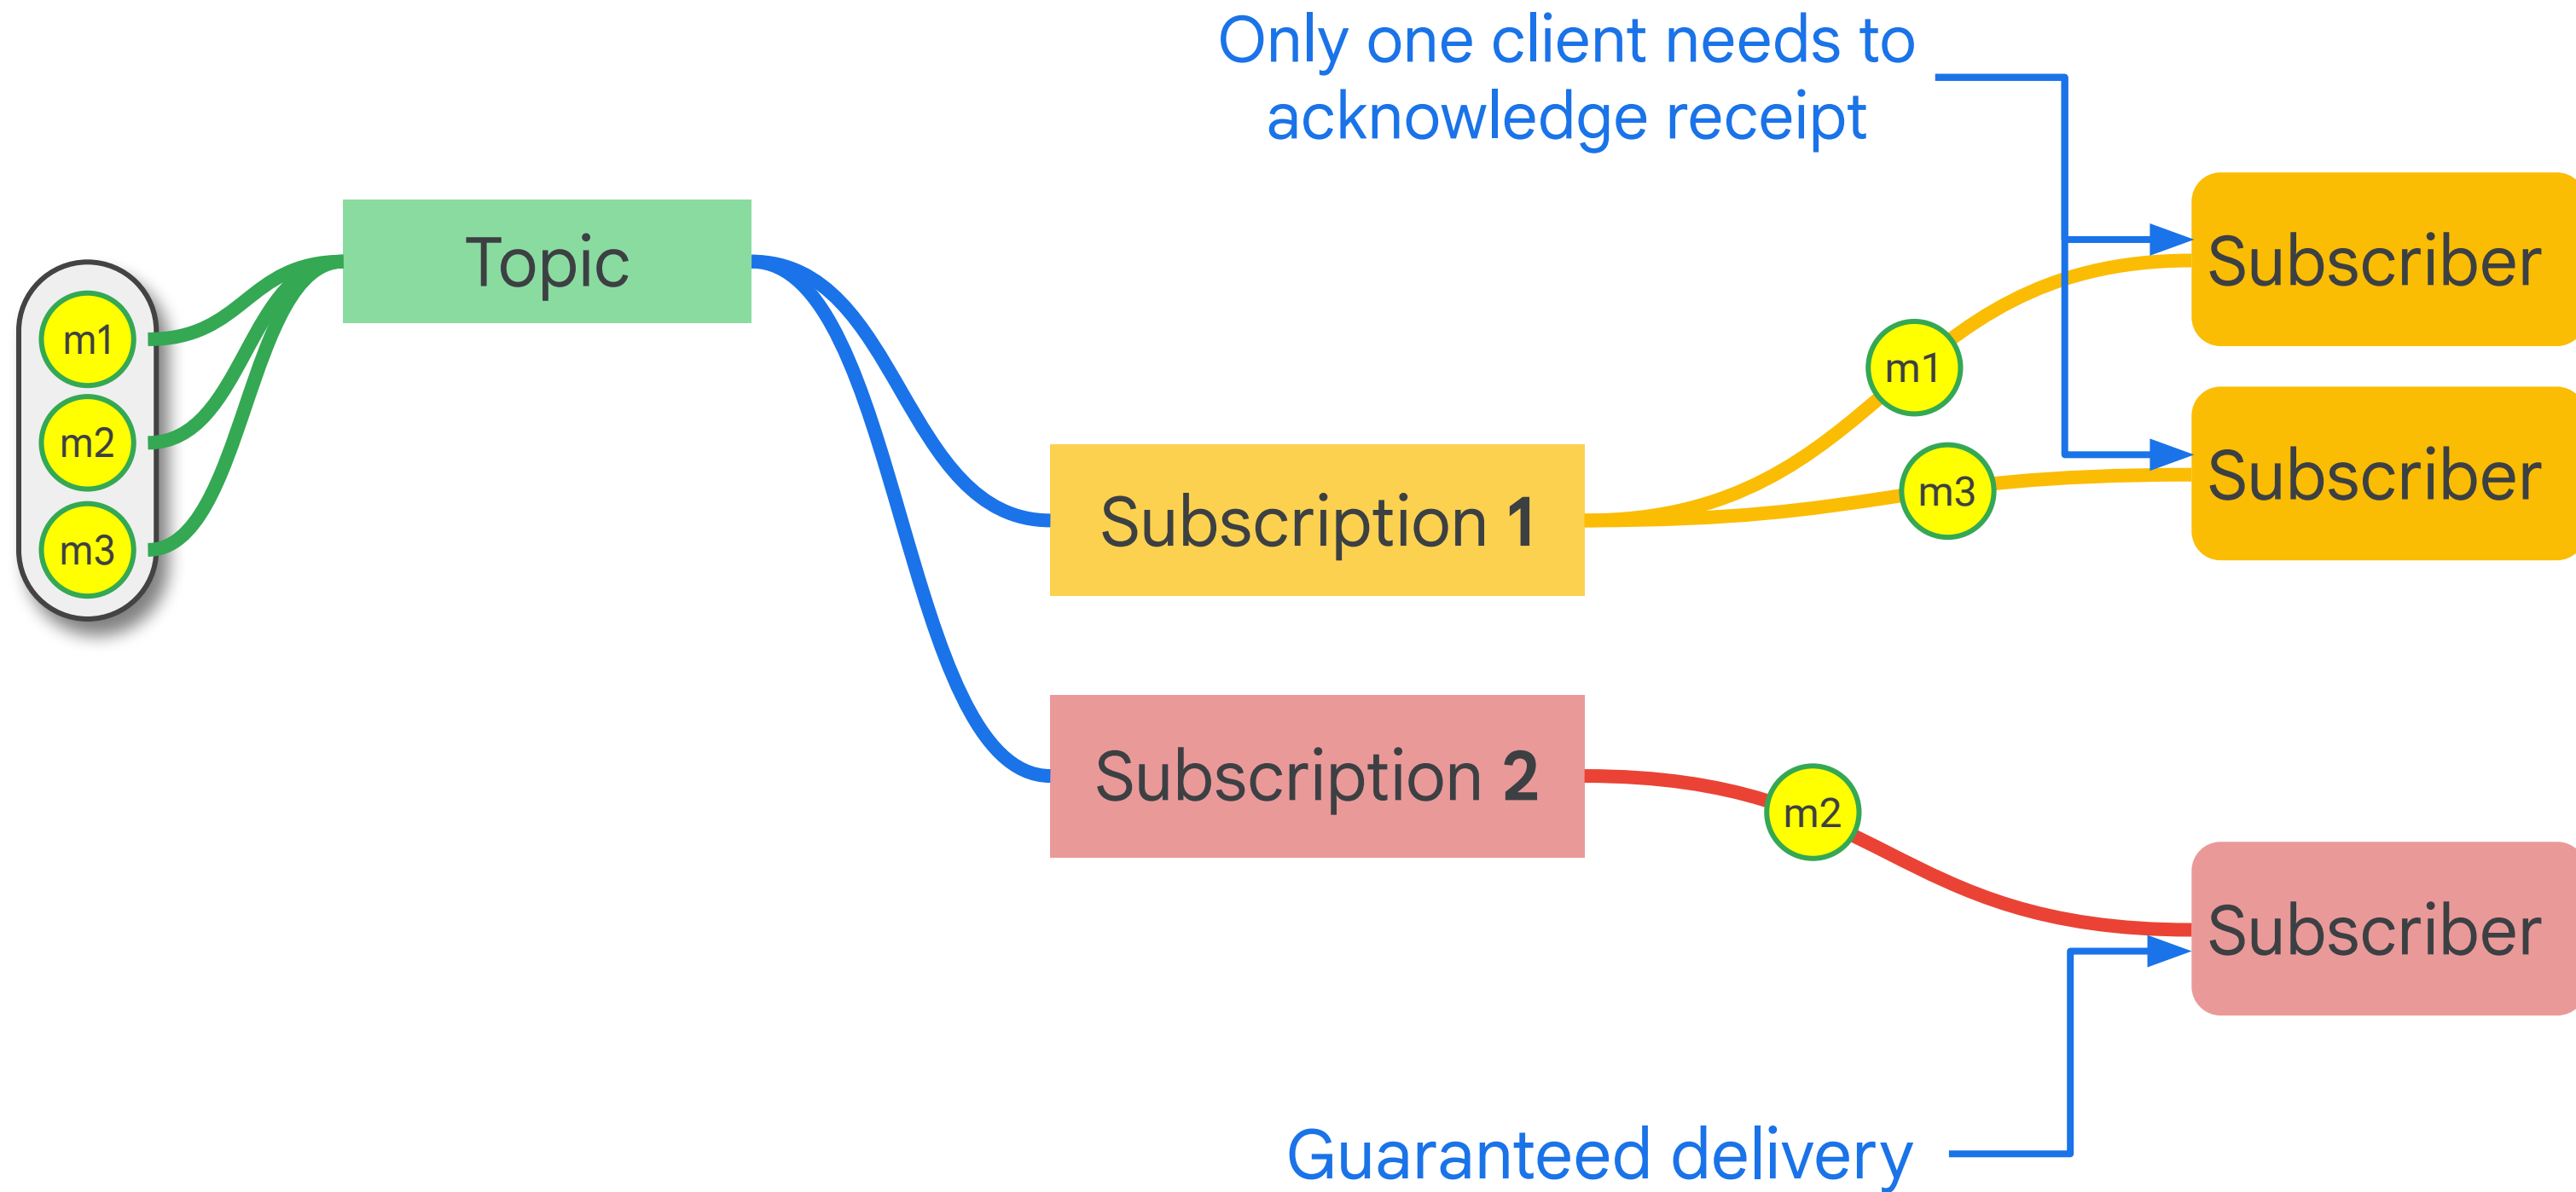 Only one client needs to
acknowledge receipt
Topic
Subscriber
m1
m1
m2
m3
Subscription 1
m3
Subscriber
Subscription 2
m2
Subscriber
Guaranteed delivery